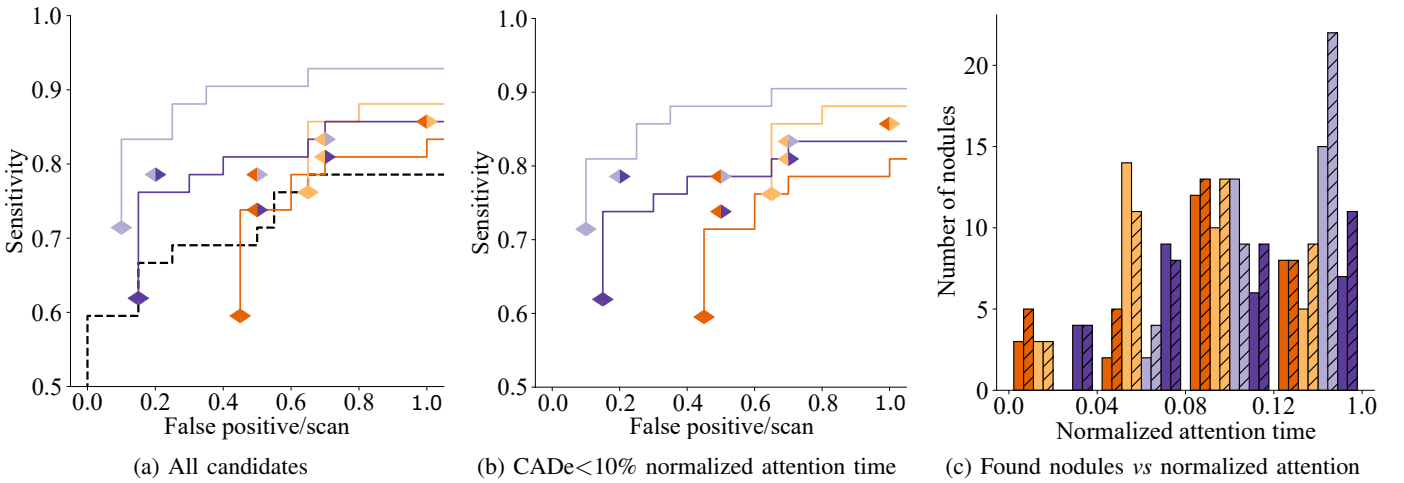 1.0
0.9
0.8
0.7
0.6
0.5
Sensitivity
0.0 0.2 0.4 0.6 0.8 1.0
False positive/scan
(a) All candidates
1.0
0.9
0.8
0.7
0.6
0.5
Sensitivity
0.0 0.2 0.4 0.6 0.8 1.0
False positive/scan
(b) CADe<10% normalized attention time
20
15
10
5
0
Number of nodules
0.0 0.04 0.08 0.12 1.0
Normalized attention time
(c) Found nodules vs normalized attention